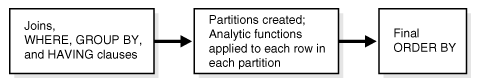 Joins,
WHERE, GROUP BY,
and HAVING clauses
Partitions created;
Analytic functions
applied to each row in
each partition
Final
ORDER BY